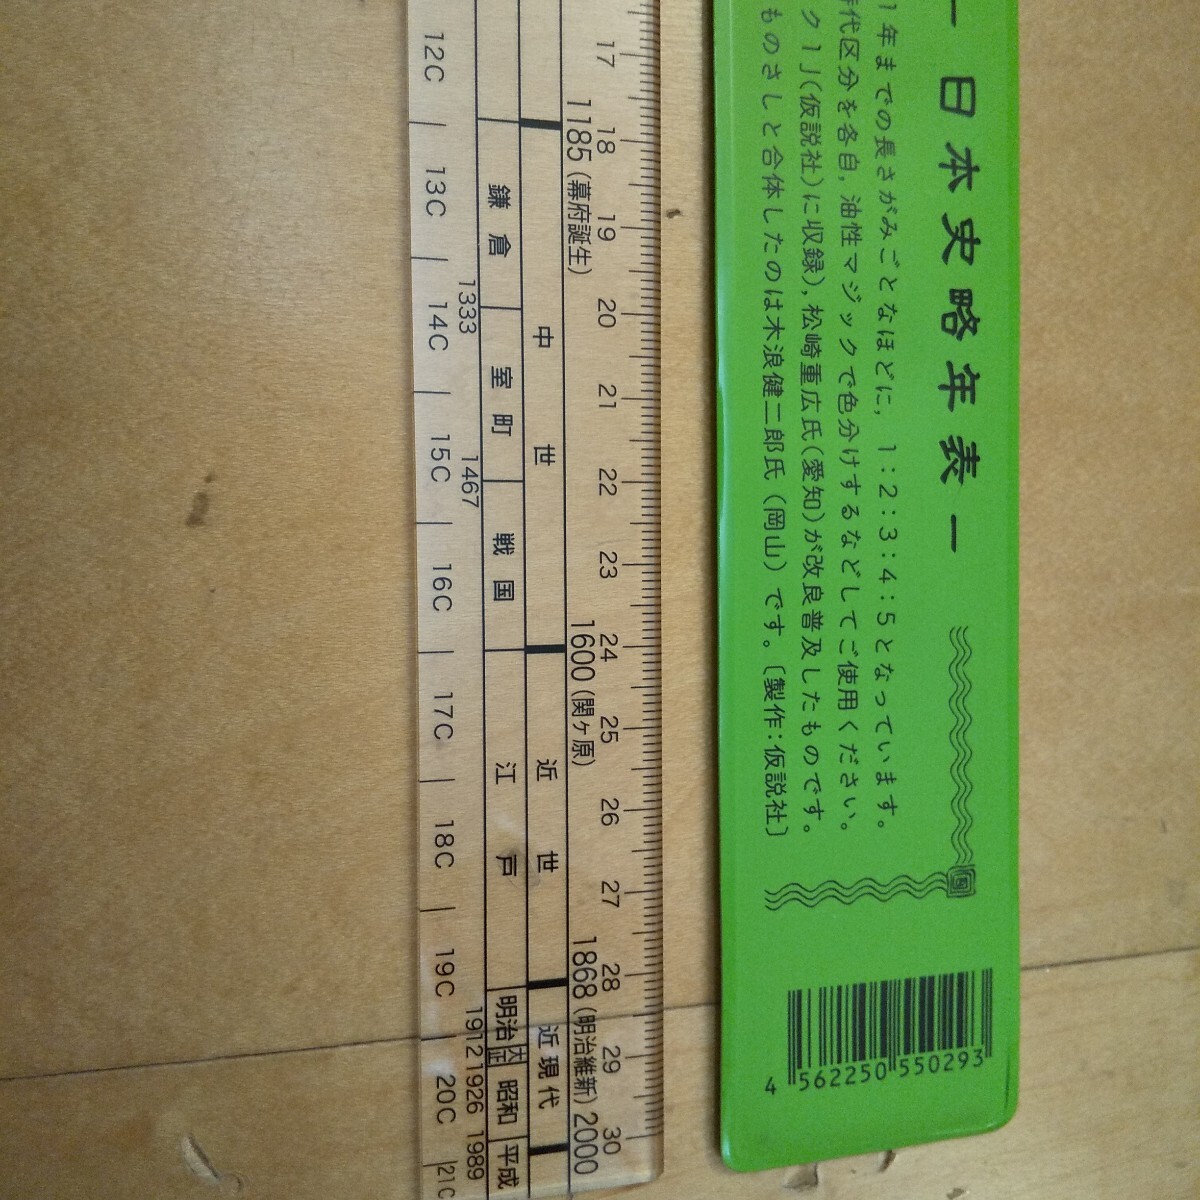 17 18 19 20 21 22 23 24 25 26 27 28 29 30
1185 (幕府誕生) 1600 (関ヶ原) 1868 (明治維新) 2000
中世 近世 近現代
鎌倉 室町 戦国 江戸 明治 大正 昭和 平成
1333 1467 1912 1926 1989
12C 13C 14C 15C 16C 17C 18C 19C 20C 21C
ー日本史略年表ー
1年までの長さがみごとなほどに，1：2：3：4：5となっています。
時代区分を各自，油性マジックで色分けするなどしてご使用ください。
ク1』(仮説社)に収録)，松崎重広氏(愛知)が改良普及したものです。
ものさしと合体したのは木浪健二郎氏(岡山)です。〔製作：仮説社〕
4 562250 550293